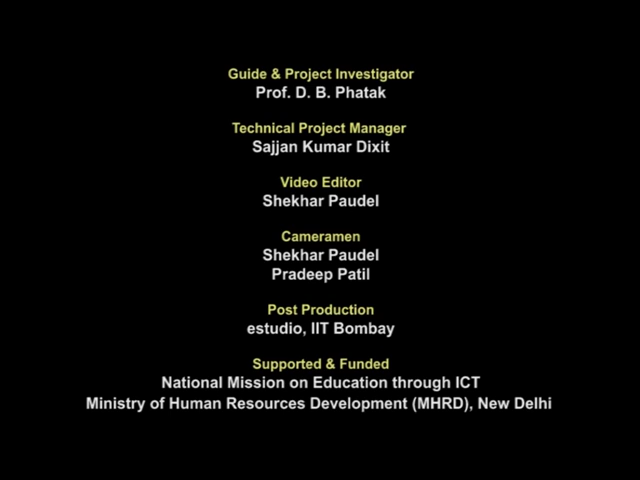 Guide & Project Investigator
Prof. D. B. Phatak
Technical Project Manager
Sajjan Kumar Dixit
Video Editor
Shekhar Paudel
Cameramen
Shekhar Paudel
Pradeep Patil
Post Production
estudio, IIT Bombay
Supported & Funded
National Mission on Education through ICT
Ministry of Human Resources Development (MHRD), New Delhi